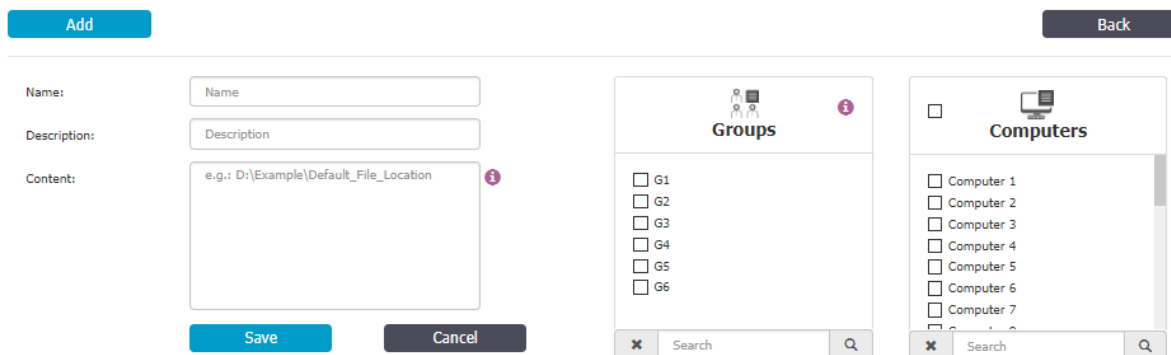 Add
Back
Name:
Name
Description:
Description
Content:
e.g.: D:\Example\Default_File_Location
Save
Cancel
Groups
G1
G2
G3
G4
G5
G6
Search
Computers
Computer 1
Computer 2
Computer 3
Computer 4
Computer 5
Computer 6
Computer 7
Search